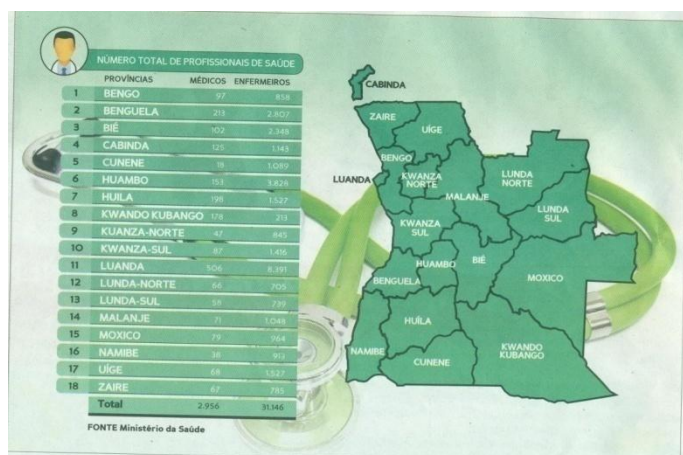 NÚMERO TOTAL DE PROFISSIONAIS DE SAÚDE
PROVÍNCIAS MÉDICOS ENFERMEIROS
1 BENGO 97 858
2 BENGUELA 213 2.807
3 BIÉ 102 2.348
4 CABINDA 125 1.143
5 CUNENE 1.089
6 HUAMBO 153 3.828
7 HUILA 198 1.527
8 KWANDO KUBANGO 178 213
9 KUANZA-NORTE 47 845
10 KWANZA-SUL 87 1.416
11 LUANDA 506 8.391
12 LUNDA-NORTE 66 705
13 LUNDA-SUL 58 739
14 MALANJE 71 1.049
15 MOXICO 79 964
16 NAMIBE 913
17 UÍGE 68 1.527
18 ZAIRE 67 785
Total 2.956 31.146
FONTE Ministério da Saúde
CABINDA
ZAIRE
UÍGE
BENGO
LUANDA
KWANZA
NORTE
MALANJE
LUNDA
NORTE
LUNDA
SUL
KWANZA
SUL
HUAMBO
BIÉ
BENGUELA
MOXICO
HUÍLA
NAMIBE
CUNENE
KWANDO
KUBANGO